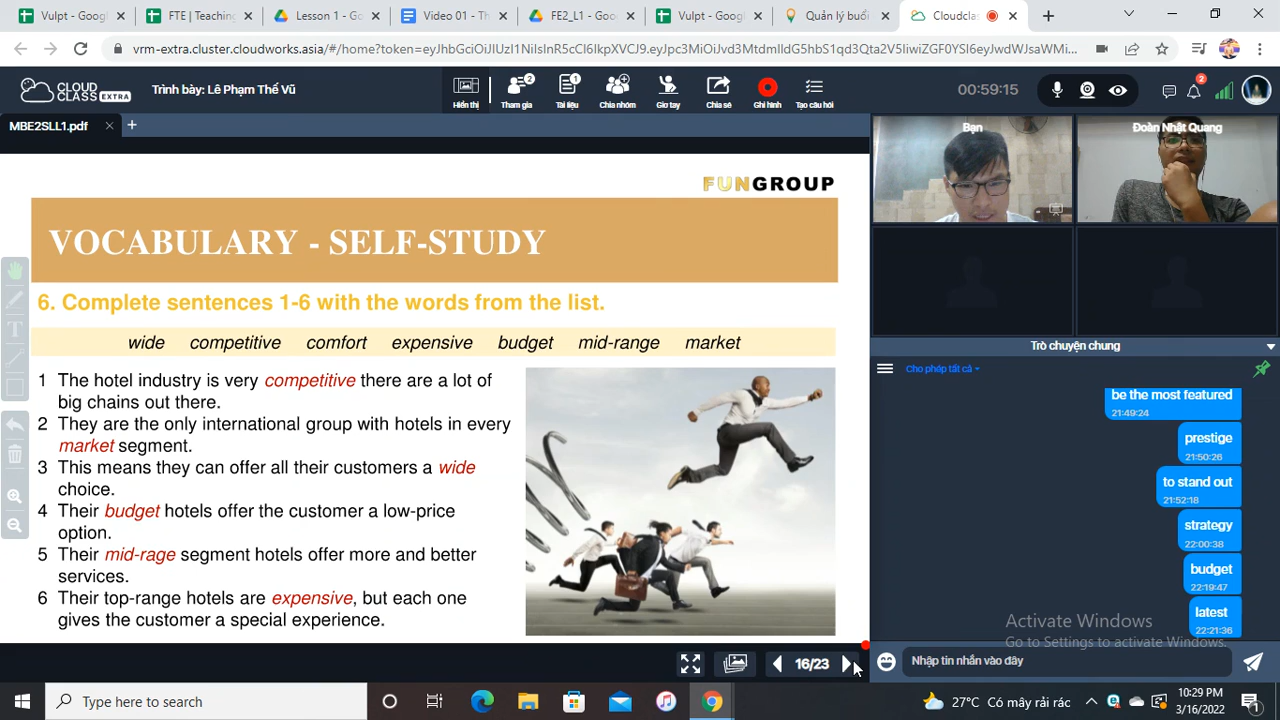 Vulpt - Googl
FTE | Teaching
Lesson 1 - Go
Video 01 - Th
FE2_L1 - Goo
Vulpt - Googl
Quản lý buổi
Cloudclas
vrm-extra.cluster.cloudworks.asia/#/home?token=eyJhbGciOiJIUzI1NiIsInR5cCI6IkpXVCJ9.eyJpc3MiOiJvd3MtdmlldG5hbS1qd3Qta2V5IiwiZGF0YSI6eyJwdWJsaWMi...
CLOUD
CLASS EXTRA
Trình bày: Lê Phạm Thế Vũ
Hiển thị
Tham gia
2
Tài liệu
1
Chia nhóm
Giơ tay
Chia sẻ
Ghi hình
Tạo câu hỏi
00:59:15
2
MBE2SLL1.pdf
Bạn
Đoàn Nhật Quang
FUNGROUP
VOCABULARY - SELF-STUDY
6. Complete sentences 1-6 with the words from the list.
wide competitive comfort expensive budget mid-range market
1 The hotel industry is very competitive there are a lot of
big chains out there.
2 They are the only international group with hotels in every
market segment.
3 This means they can offer all their customers a wide
choice.
4 Their budget hotels offer the customer a low-price
option.
5 Their mid-rage segment hotels offer more and better
services.
6 Their top-range hotels are expensive, but each one
gives the customer a special experience.
Trò chuyện chung
Cho phép tất cả
be the most featured
21:49:24
prestige
21:50:26
to stand out
21:52:18
strategy
22:00:38
budget
22:19:47
latest
22:21:36
Activate Windows
Go to Settings to activate Windows.
16/23
Nhập tin nhắn vào đây
Type here to search
27°C Có mây rải rác
10:29 PM
3/16/2022
1